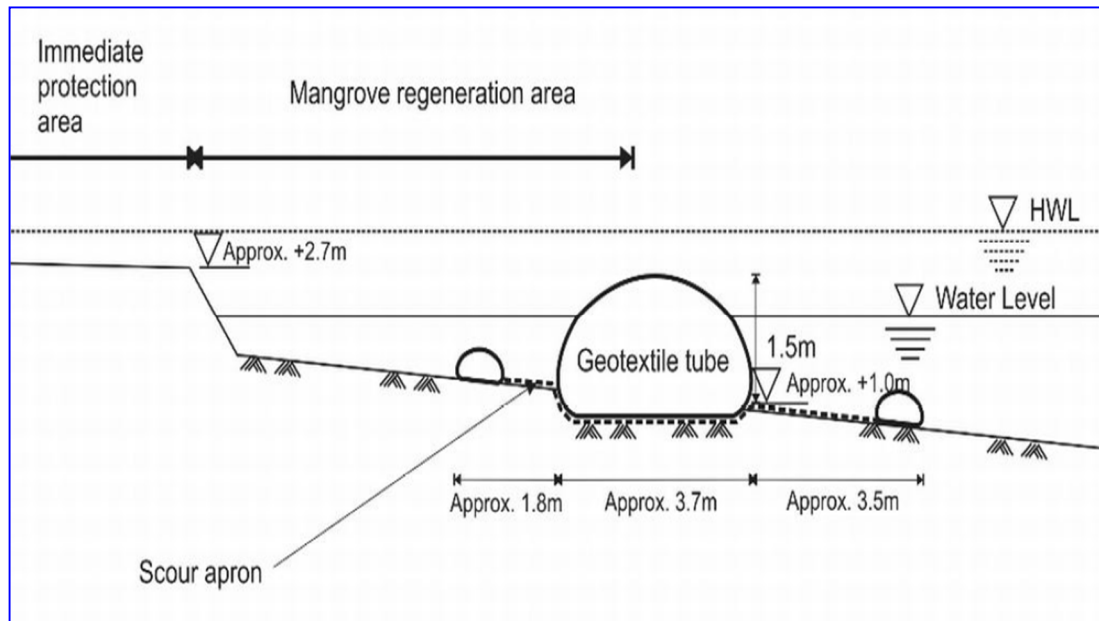 Immediate
protection
area
Mangrove regeneration area
HWL
Approx. +2.7m
Water Level
Geotextile tube
1.5m
Approx. +1.0m
Approx. 1.8m
Approx. 3.7m
Approx. 3.5m
Scour apron